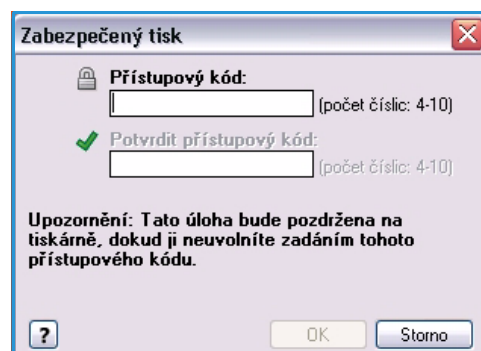 Zabezpečený tisk
Přístupový kód:
(počet číslic: 4-10)
Potvrdit přístupový kód:
(počet číslic: 4-10)
Upozornění: Tato úloha bude pozdržena na
tiskárně, dokud ji neuvolníte zadáním tohoto
přístupového kódu.
? OK Storno